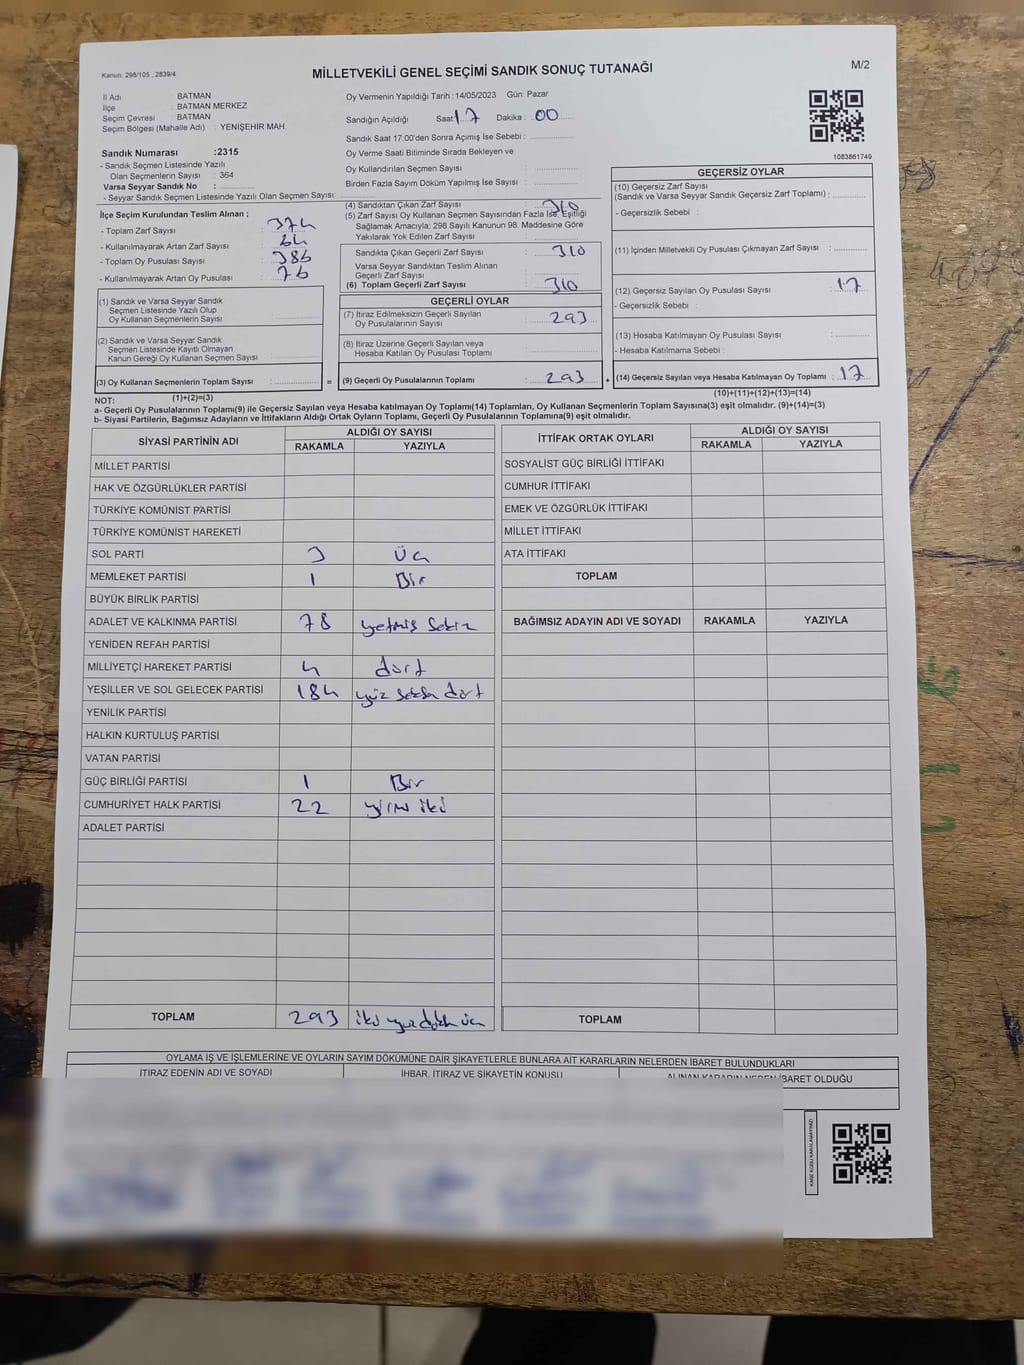 Kanun, 298/105 , 2839/4
MİLLETVEKİLİ GENEL SEÇİMİ SANDIK SONUÇ TUTANAĞI
M/2
İl Adı : BATMAN
İlçe : BATMAN MERKEZ
Seçim Çevresi : BATMAN
Seçim Bölgesi (Mahalle Adı) : YENİŞEHİR MAH.
Oy Vermenin Yapıldığı Tarih : 14/05/2023 Gün: Pazar
Sandığın Açıldığı Saat 17 Dakika : 00
Sandık Saat 17:00'den Sonra Açımış İse Sebebi :
Oy Verme Saati Bitiminde Sırada Bekleyen ve
Oy Kullandırılan Seçmen Sayısı :
Birden Fazla Sayım Döküm Yapılmış İse Sayısı :
1083861749
Sandık Numarası :2315
- Sandık Seçmen Listesinde Yazılı
Olan Seçmenlerin Sayısı : 364
Varsa Seyyar Sandık No :
- Seyyar Sandık Seçmen Listesinde Yazılı Olan Seçmen Sayısı:
İlçe Seçim Kurulundan Teslim Alınan ;
- Toplam Zarf Sayısı : 374
- Kullanılmayarak Artan Zarf Sayısı : 64
- Toplam Oy Pusulası Sayısı : 386
- Kullanılmayarak Artan Oy Pusulası : 76
(1) Sandık ve Varsa Seyyar Sandık
Seçmen Listesinde Yazılı Olup
Oy Kullanan Seçmenlerin Sayısı :
(2) Sandık ve Varsa Seyyar Sandık
Seçmen Listesinde Kayıtlı Olmayan
Kanun Gereği Oy Kullanan Seçmen Sayısı :
(3) Oy Kullanan Seçmenlerin Toplam Sayısı :
(1)+(2)=(3)
(4) Sandıktan Çıkan Zarf Sayısı : 310
(5) Zarf Sayısı Oy Kullanan Seçmen Sayısından Fazla İse, Eşitliği
Sağlamak Amacıyla; 298 Sayılı Kanunun 98. Maddesine Göre
Yakılarak Yok Edilen Zarf Sayısı :
Sandıkta Çıkan Geçerli Zarf Sayısı : 310
Varsa Seyyar Sandıktan Teslim Alınan
Geçerli Zarf Sayısı :
(6) Toplam Geçerli Zarf Sayısı : 310
GEÇERLİ OYLAR
(7) İtiraz Edilmeksizin Geçerli Sayılan
Oy Pusulalarının Sayısı : 293
(8) İtiraz Üzerine Geçerli Sayılan veya
Hesaba Katılan Oy Pusulası Toplamı :
= (9) Geçerli Oy Pusulalarının Toplamı : 293 +
GEÇERSİZ OYLAR
(10) Geçersiz Zarf Sayısı
(Sandık ve Varsa Seyyar Sandık Geçersiz Zarf Toplamı) :
- Geçersizlik Sebebi :
(11) İçinden Milletvekili Oy Pusulası Çıkmayan Zarf Sayısı :
(12) Geçersiz Sayılan Oy Pusulası Sayısı : 17
- Geçersizlik Sebebi :
(13) Hesaba Katılmayan Oy Pusulası Sayısı :
- Hesaba Katılmama Sebebi :
(14) Geçersiz Sayılan veya Hesaba Katılmayan Oy Toplamı : 17
(10)+(11)+(12)+(13)=(14)
NOT:
a- Geçerli Oy Pusulalarının Toplamı(9) ile Geçersiz Sayılan veya Hesaba katılmayan Oy Toplamı(14) Toplamları, Oy Kullanan Seçmenlerin Toplam Sayısına(3) eşit olmalıdır. (9)+(14)=(3)
b- Siyasi Partilerin, Bağımsız Adayların ve İttifakların Aldığı Ortak Oyların Toplamı, Geçerli Oy Pusulalarının Toplamına(9) eşit olmalıdır.
SİYASİ PARTİNİN ADI ALDIĞI OY SAYISI
RAKAMLA YAZIYLA
MİLLET PARTİSİ
HAK VE ÖZGÜRLÜKLER PARTİSİ
TÜRKİYE KOMÜNİST PARTİSİ
TÜRKİYE KOMÜNİST HAREKETİ
SOL PARTİ 3 üç
MEMLEKET PARTİSİ 1 Bir
BÜYÜK BİRLİK PARTİSİ
ADALET VE KALKINMA PARTİSİ 78 yetmiş sekiz
YENİDEN REFAH PARTİSİ
MİLLİYETÇİ HAREKET PARTİSİ 4 dört
YEŞİLLER VE SOL GELECEK PARTİSİ 184 yüz seksen dört
YENİLİK PARTİSİ
HALKIN KURTULUŞ PARTİSİ
VATAN PARTİSİ
GÜÇ BİRLİĞİ PARTİSİ 1 Bir
CUMHURİYET HALK PARTİSİ 22 yirmi iki
ADALET PARTİSİ
TOPLAM 293 iki yüz doksan üç
İTTİFAK ORTAK OYLARI ALDIĞI OY SAYISI
RAKAMLA YAZIYLA
SOSYALİST GÜÇ BİRLİĞİ İTTİFAKI
CUMHUR İTTİFAKI
EMEK VE ÖZGÜRLÜK İTTİFAKI
MİLLET İTTİFAKI
ATA İTTİFAKI
TOPLAM
BAĞIMSIZ ADAYIN ADI VE SOYADI RAKAMLA YAZIYLA
TOPLAM
OYLAMA İŞ VE İŞLEMLERİNE VE OYLARIN SAYIM DÖKÜMÜNE DAİR ŞİKAYETLERLE BUNLARA AİT KARARLARIN NELERDEN İBARET BULUNDUKLARI
İTİRAZ EDENİN ADI VE SOYADI İHBAR, İTİRAZ VE ŞİKAYETİN KONUSU ALINAN KARARIN NEDEN İBARET OLDUĞU
KARE KODU KARALAMAYINIZ!